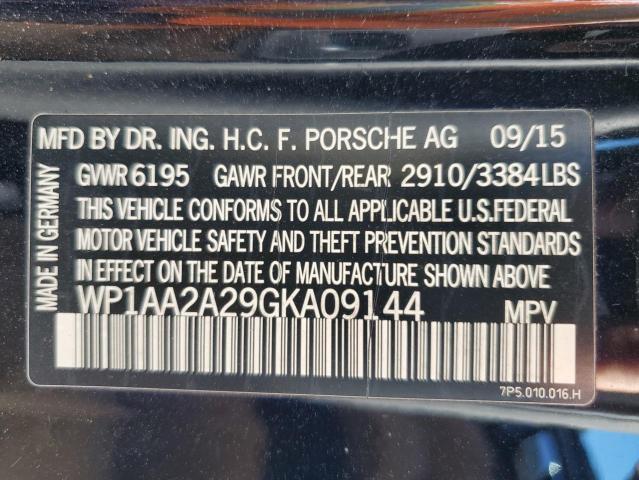 MFD BY DR. ING. H.C. F. PORSCHE AG 09/15
GVWR 6195 GAWR FRONT/REAR 2910/3384 LBS
THIS VEHICLE CONFORMS TO ALL APPLICABLE U.S.FEDERAL
MOTOR VEHICLE SAFETY AND THEFT PREVENTION STANDARDS
IN EFFECT ON THE DATE OF MANUFACTURE SHOWN ABOVE.
WP1AA2A29GKA09144 MPV
7P5.010.016.H
MADE IN GERMANY